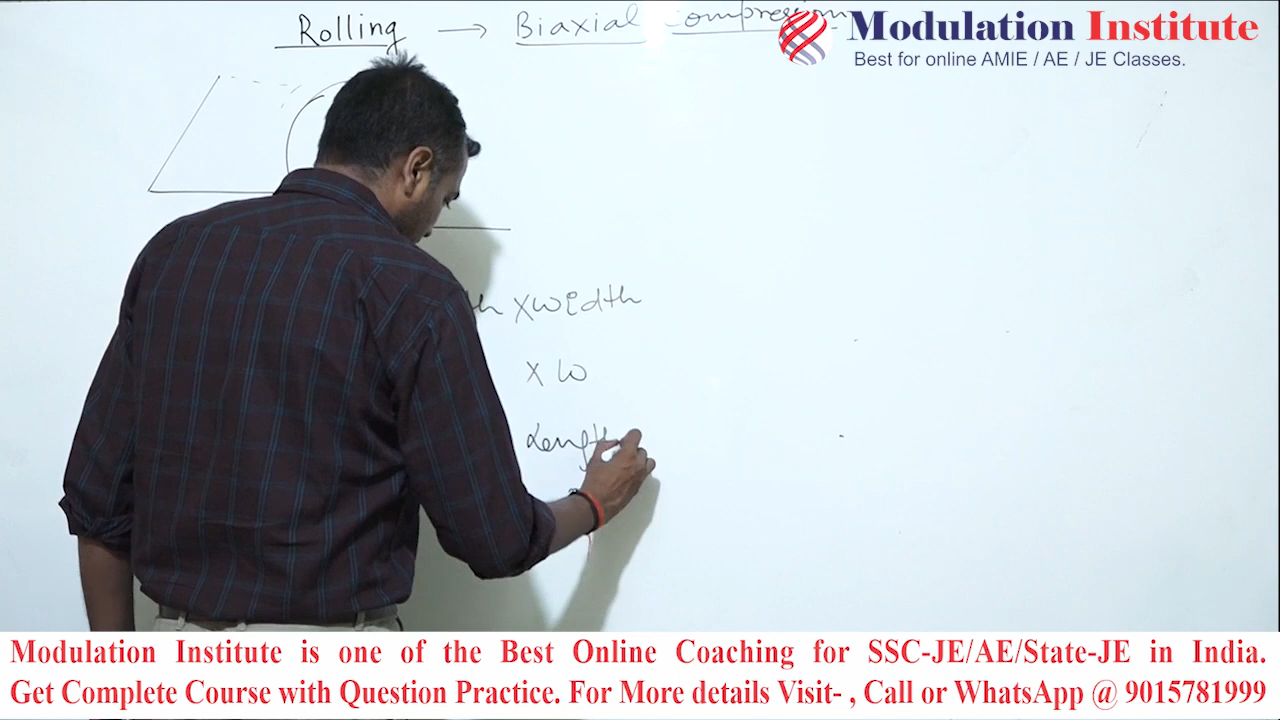 Rolling → Biaxial compression
Modulation Institute
Best for online AMIE / AE / JE Classes.
x width
x W
Length
Modulation Institute is one of the Best Online Coaching for SSC-JE/AE/State-JE in India.
Get Complete Course with Question Practice. For More details Visit- , Call or WhatsApp @ 9015781999